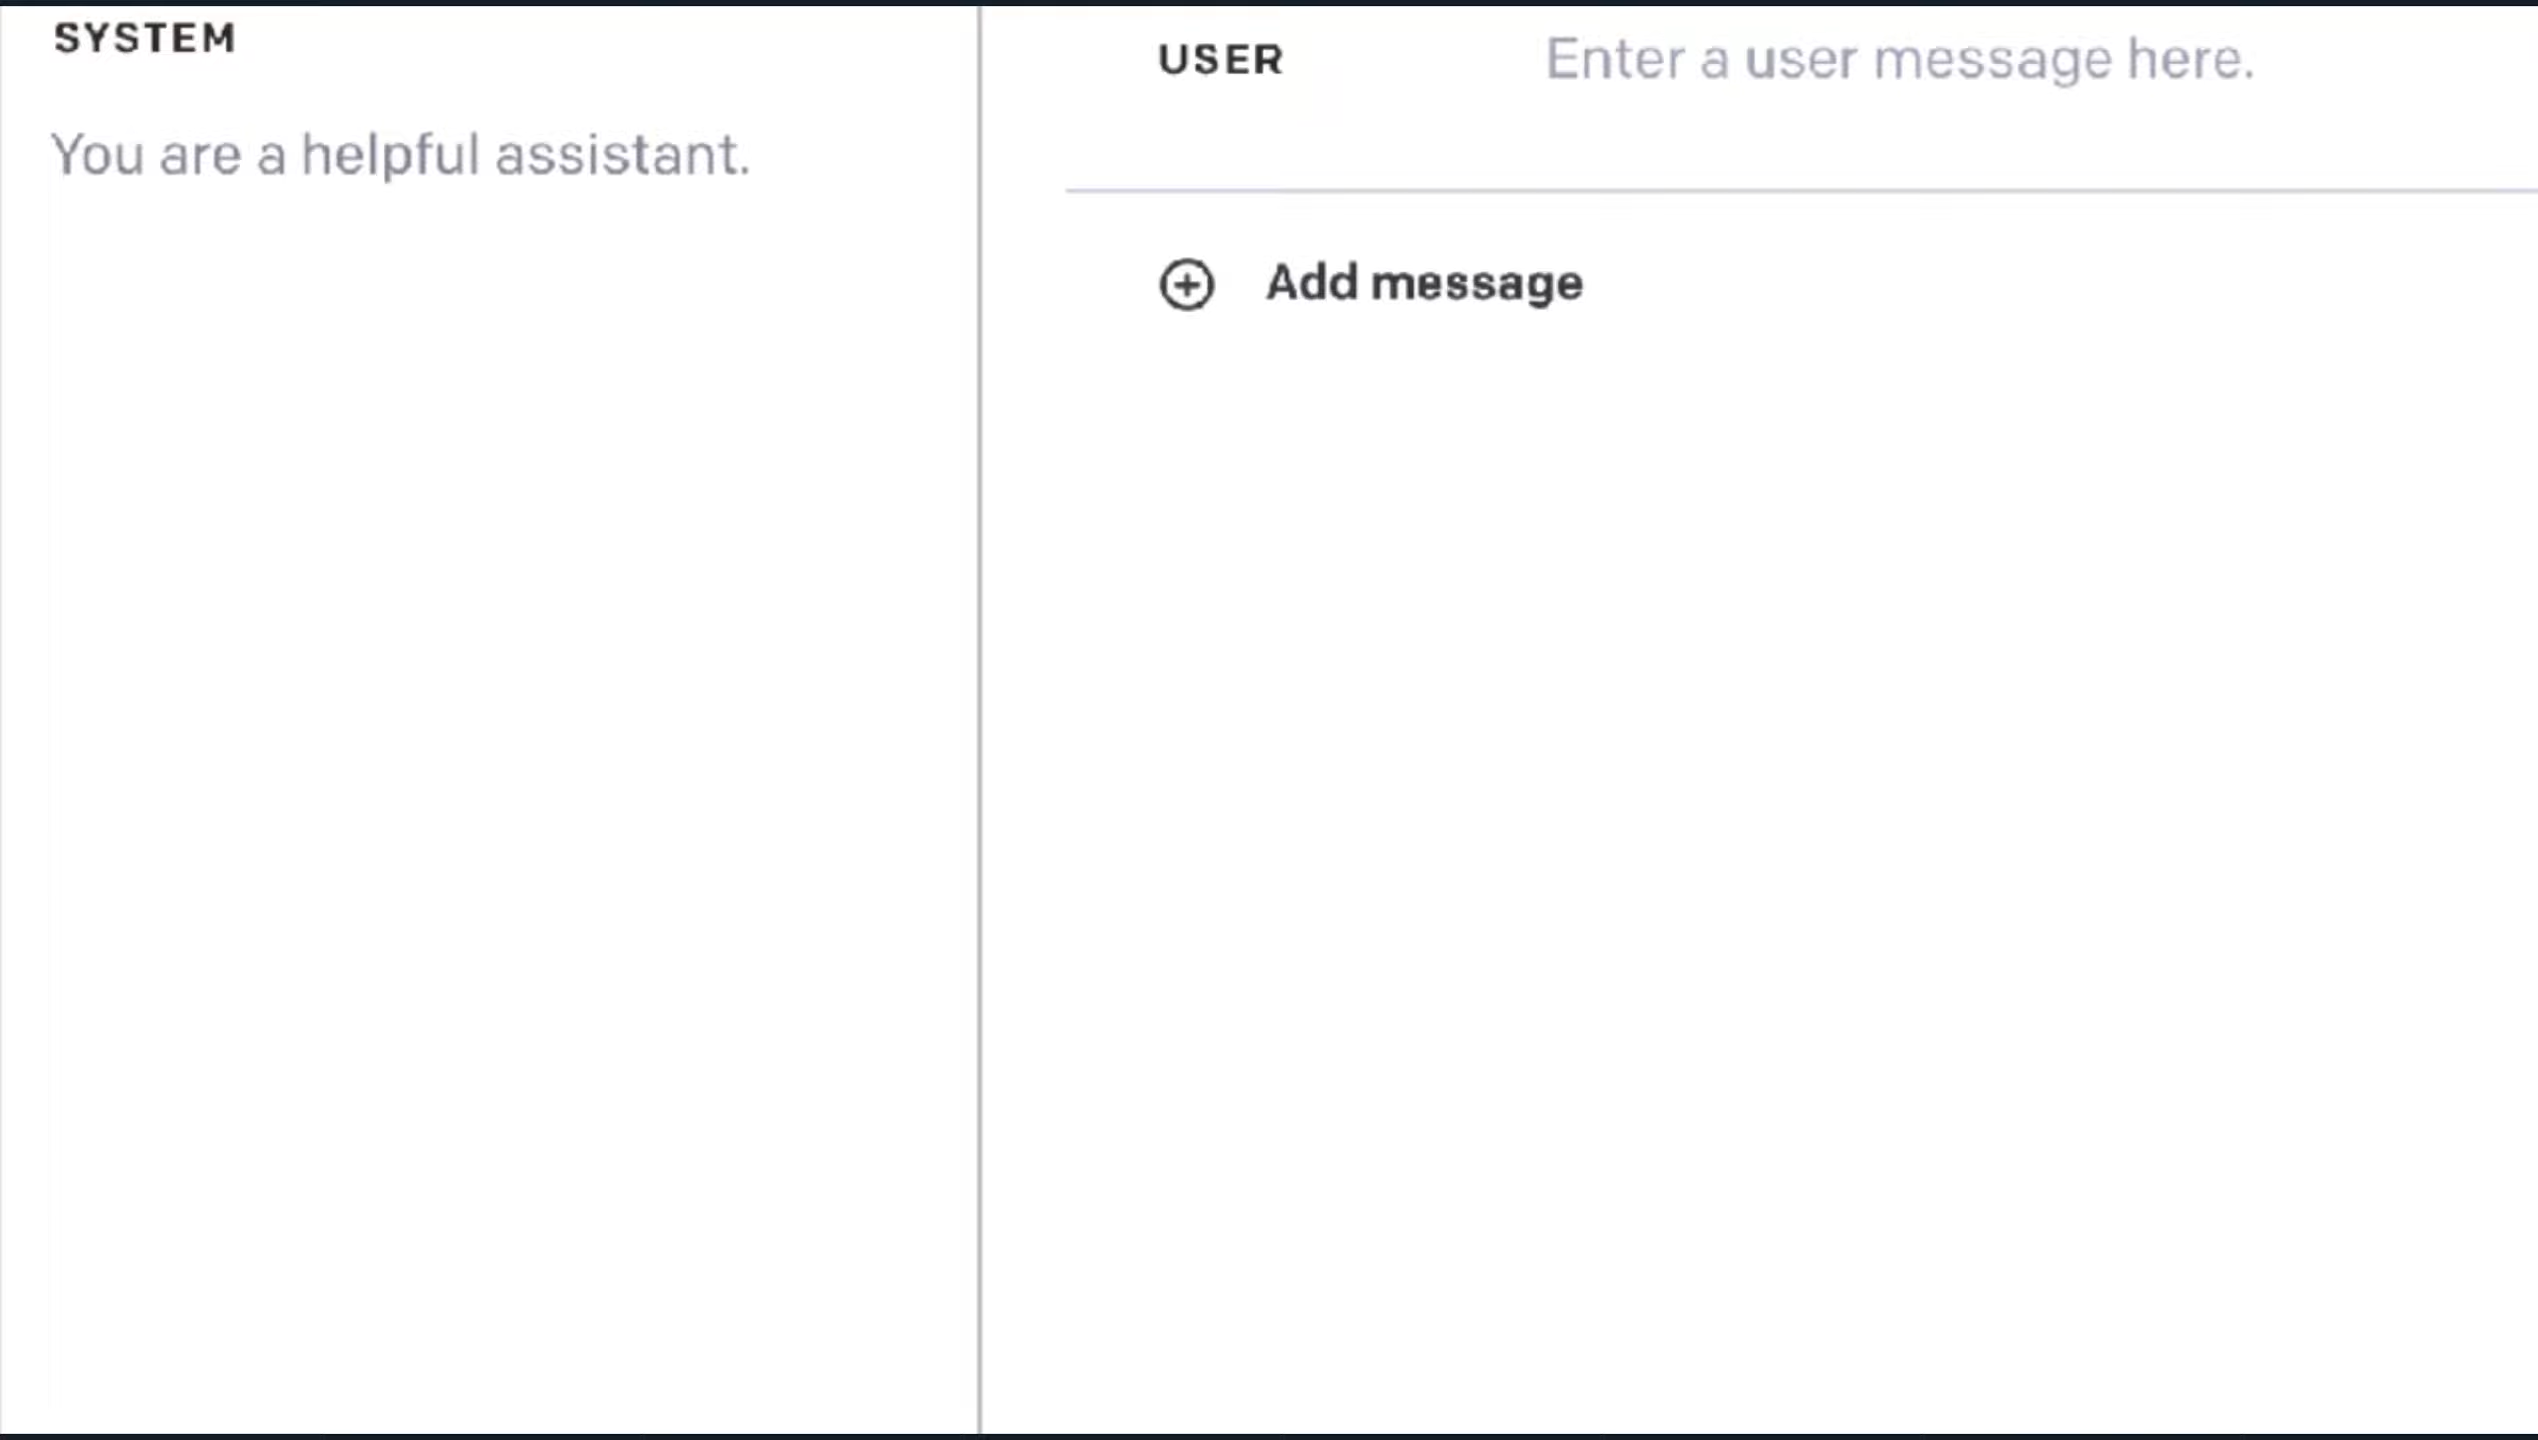 SYSTEM
You are a helpful assistant.
USER
Enter a user message here.
Add message